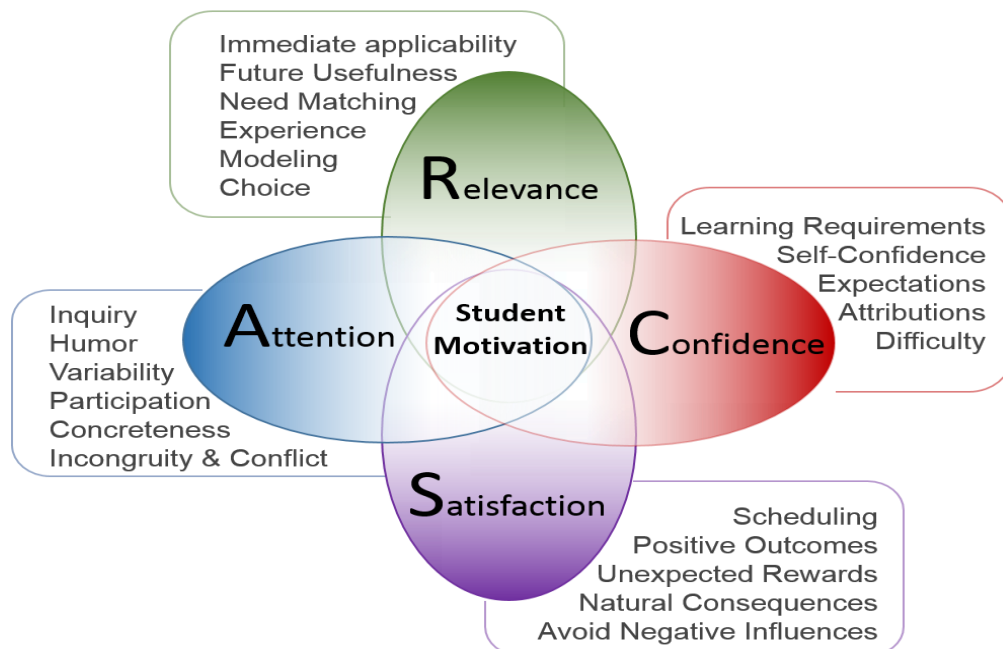 Immediate applicability
Future Usefulness
Need Matching
Experience
Modeling
Choice
Relevance
Learning Requirements
Self-Confidence
Expectations
Attributions
Difficulty
Inquiry
Humor
Variability
Participation
Concreteness
Incongruity & Conflict
Attention
Student
Motivation
Confidence
Satisfaction
Scheduling
Positive Outcomes
Unexpected Rewards
Natural Consequences
Avoid Negative Influences